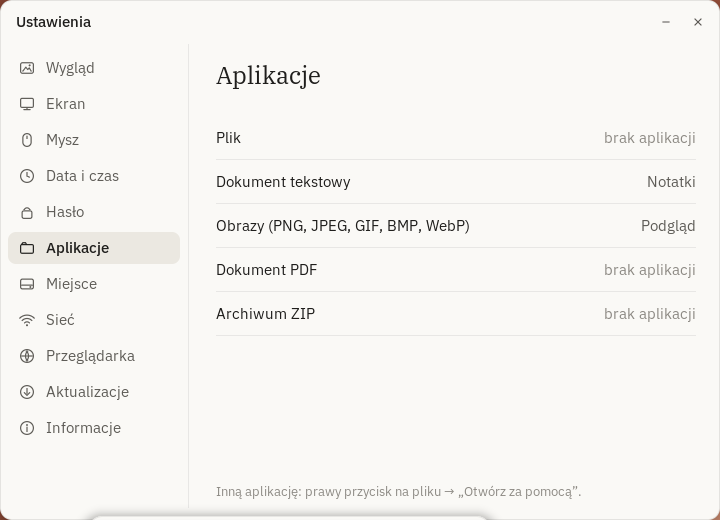 Ustawienia
Wygląd
Ekran
Mysz
Data i czas
Hasło
Aplikacje
Miejsce
Sieć
Przeglądarka
Aktualizacje
Informacje
Aplikacje
Plik brak aplikacji
Dokument tekstowy Notatki
Obrazy (PNG, JPEG, GIF, BMP, WebP) Podgląd
Dokument PDF brak aplikacji
Archiwum ZIP brak aplikacji
Inną aplikację: prawy przycisk na pliku → „Otwórz za pomocą”.